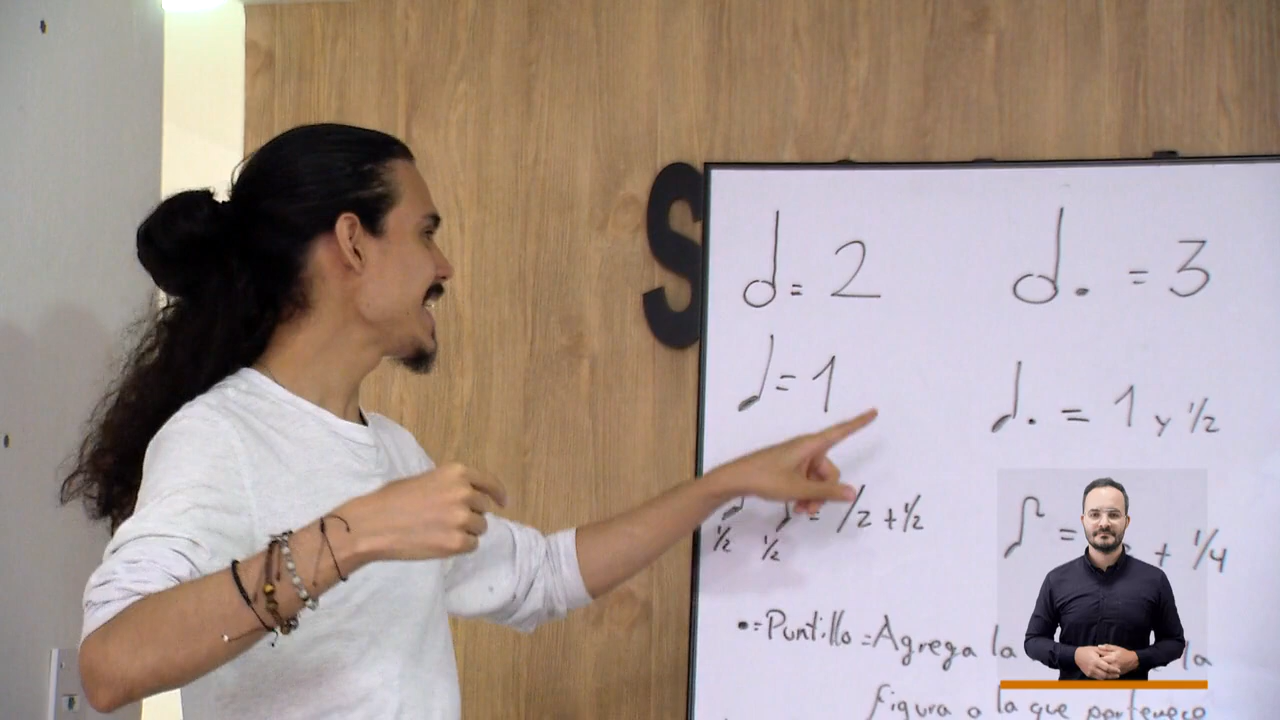 S
= 2
. = 3
= 1
. = 1 y 1/2
= 1/2 + 1/2
1/2 1/2
= + 1/4
•:Puntillo = Agrega la la
figura a la que pertenece